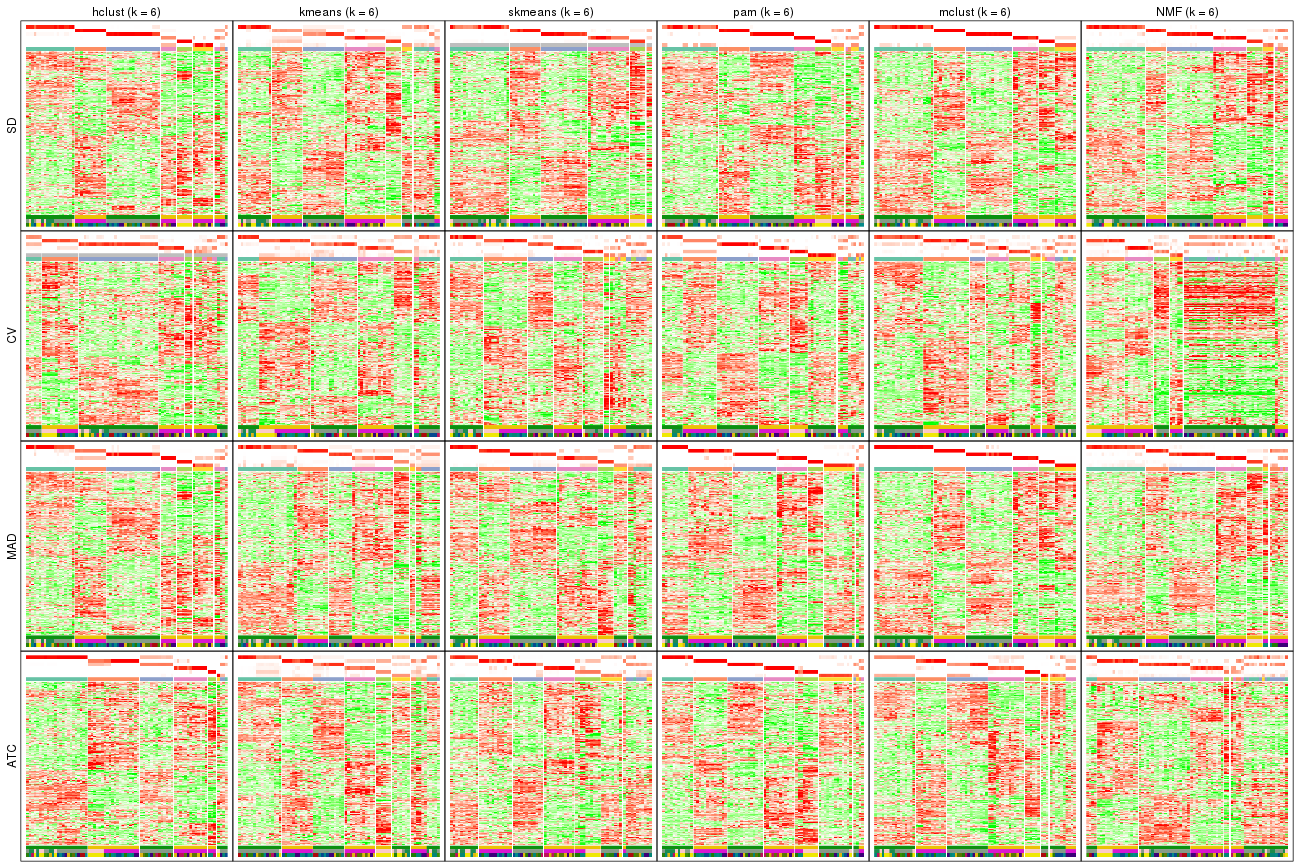 hclust (k = 6) kmeans (k = 6) skmeans (k = 6) pam (k = 6) mclust (k = 6) NMF (k = 6)
SD
CV
MAD
ATC